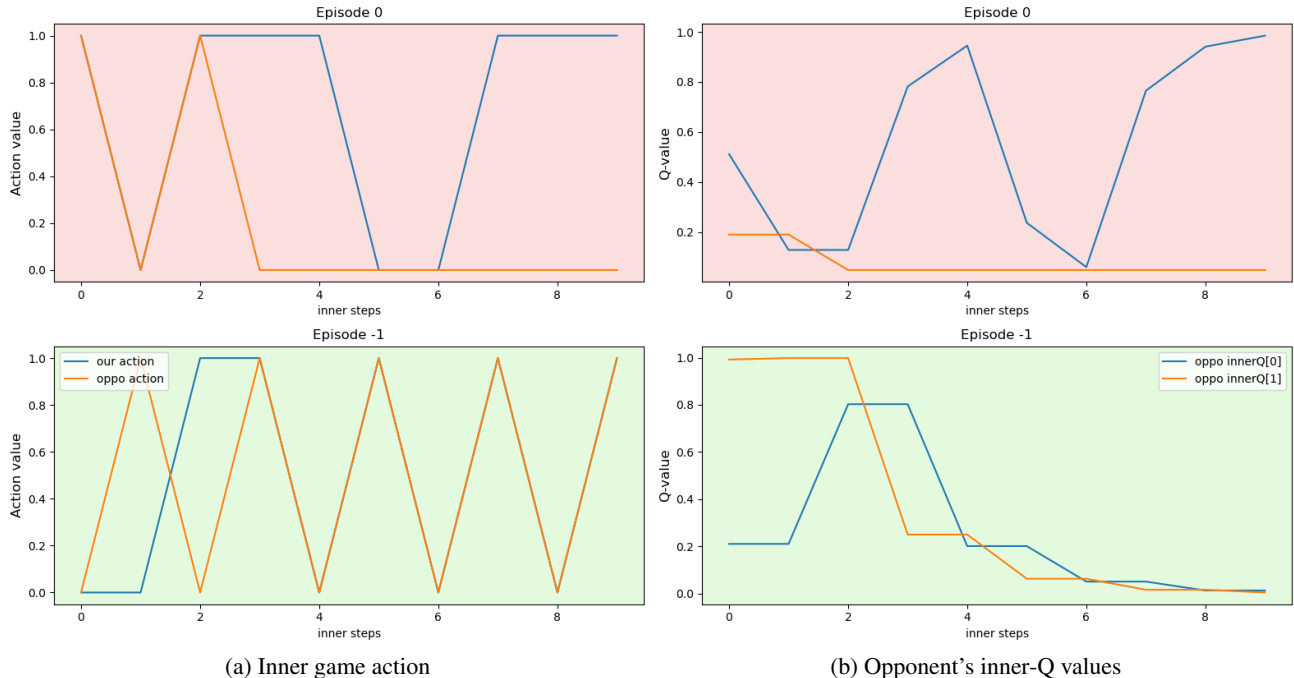 Episode 0
Action value
1.0
0.8
0.6
0.4
0.2
0.0
0 2 4 6 8
inner steps
Episode 0
Q-value
1.0
0.8
0.6
0.4
0.2
0 2 4 6 8
inner steps
Episode -1
Action value
1.0
0.8
0.6
0.4
0.2
0.0
our action
oppo action
0 2 4 6 8
inner steps
Episode -1
Q-value
1.0
0.8
0.6
0.4
0.2
0.0
oppo innerQ[0]
oppo innerQ[1]
0 2 4 6 8
inner steps
(a) Inner game action
(b) Opponent's inner-Q values